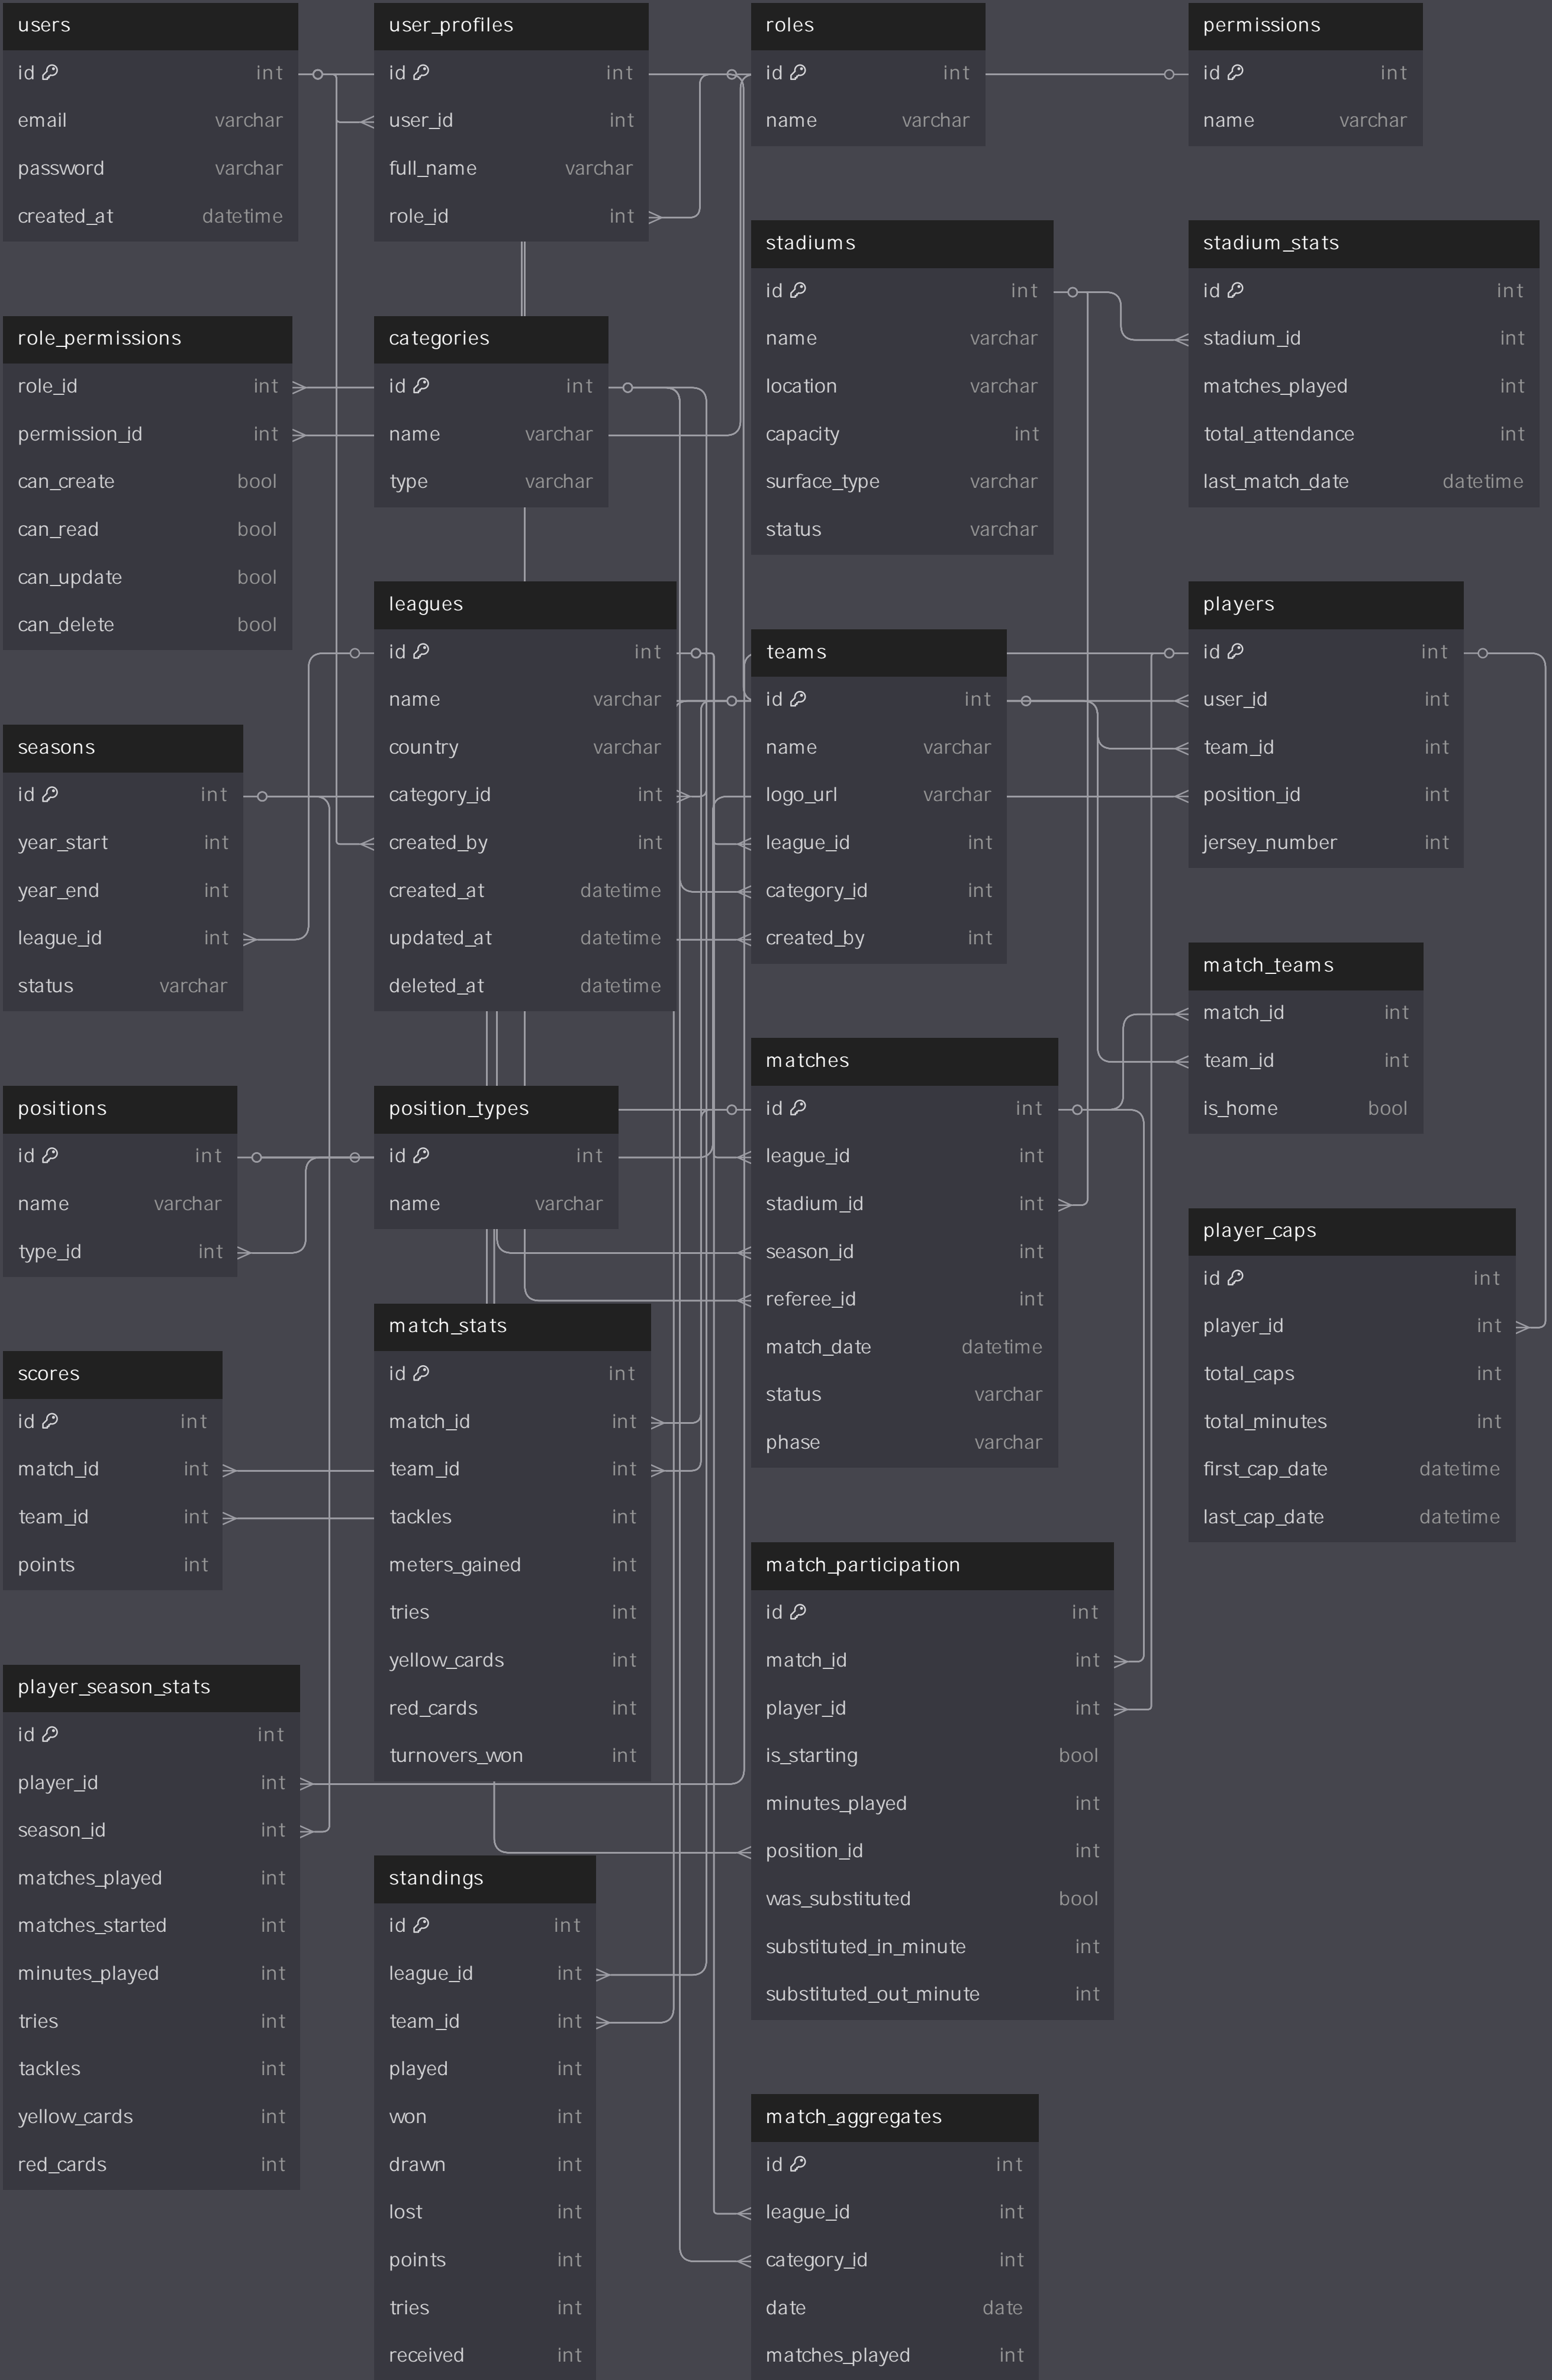 users
id int
email varchar
password varchar
created_at datetime
user_profiles
id int
user_id int
full_name varchar
role_id int
roles
id int
name varchar
permissions
id int
name varchar
role_permissions
role_id int
permission_id int
can_create bool
can_read bool
can_update bool
can_delete bool
categories
id int
name varchar
type varchar
stadiums
id int
name varchar
location varchar
capacity int
surface_type varchar
status varchar
stadium_stats
id int
stadium_id int
matches_played int
total_attendance int
last_match_date datetime
leagues
id int
name varchar
country varchar
category_id int
created_by int
created_at datetime
updated_at datetime
deleted_at datetime
teams
id int
name varchar
logo_url varchar
league_id int
category_id int
created_by int
players
id int
user_id int
team_id int
position_id int
jersey_number int
seasons
id int
year_start int
year_end int
league_id int
status varchar
match_teams
match_id int
team_id int
is_home bool
positions
id int
name varchar
type_id int
position_types
id int
name varchar
matches
id int
league_id int
stadium_id int
season_id int
referee_id int
match_date datetime
status varchar
phase varchar
player_caps
id int
player_id int
total_caps int
total_minutes int
first_cap_date datetime
last_cap_date datetime
scores
id int
match_id int
team_id int
points int
match_stats
id int
match_id int
team_id int
tackles int
meters_gained int
tries int
yellow_cards int
red_cards int
turnovers_won int
match_participation
id int
match_id int
player_id int
is_starting bool
minutes_played int
position_id int
was_substituted bool
substituted_in_minute int
substituted_out_minute int
player_season_stats
id int
player_id int
season_id int
matches_played int
matches_started int
minutes_played int
tries int
tackles int
yellow_cards int
red_cards int
standings
id int
league_id int
team_id int
played int
won int
drawn int
lost int
points int
tries int
received int
match_aggregates
id int
league_id int
category_id int
date date
matches_played int